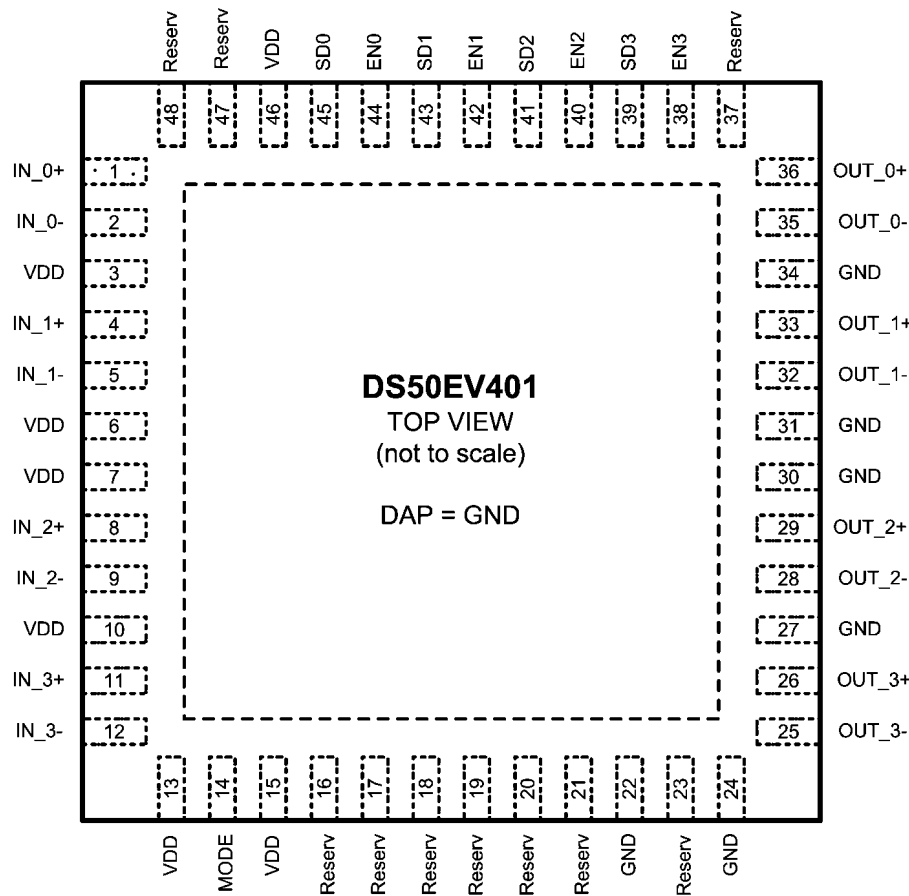 Reserv Reserv VDD SD0 EN0 SD1 EN1 SD2 EN2 SD3 EN3 Reserv
48 47 46 45 44 43 42 41 40 39 38 37
IN_0+ 1 36 OUT_0+
IN_0- 2 35 OUT_0-
VDD 3 34 GND
IN_1+ 4 33 OUT_1+
IN_1- 5 32 OUT_1-
VDD 6 31 GND
VDD 7 30 GND
IN_2+ 8 29 OUT_2+
IN_2- 9 28 OUT_2-
VDD 10 27 GND
IN_3+ 11 26 OUT_3+
IN_3- 12 25 OUT_3-
DS50EV401
TOP VIEW
(not to scale)
DAP = GND
13 14 15 16 17 18 19 20 21 22 23 24
VDD MODE VDD Reserv Reserv Reserv Reserv Reserv Reserv GND Reserv GND